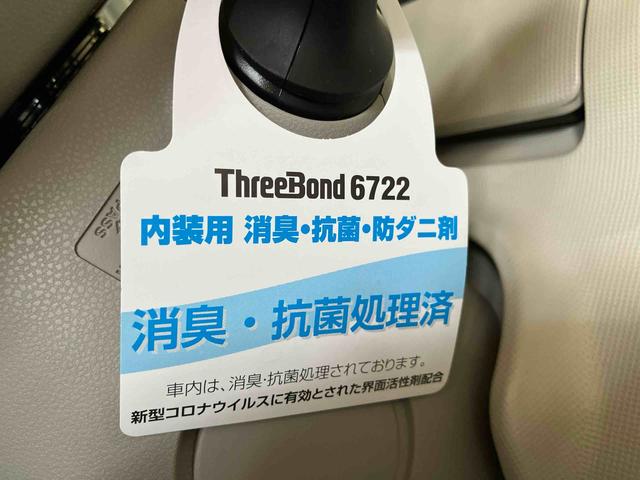 ThreeBond 6722
内装用 消臭・抗菌・防ダニ剤
消臭・抗菌処理済
車内は、消臭・抗菌処理されております。
新型コロナウイルスに有効とされた界面活性剤配合